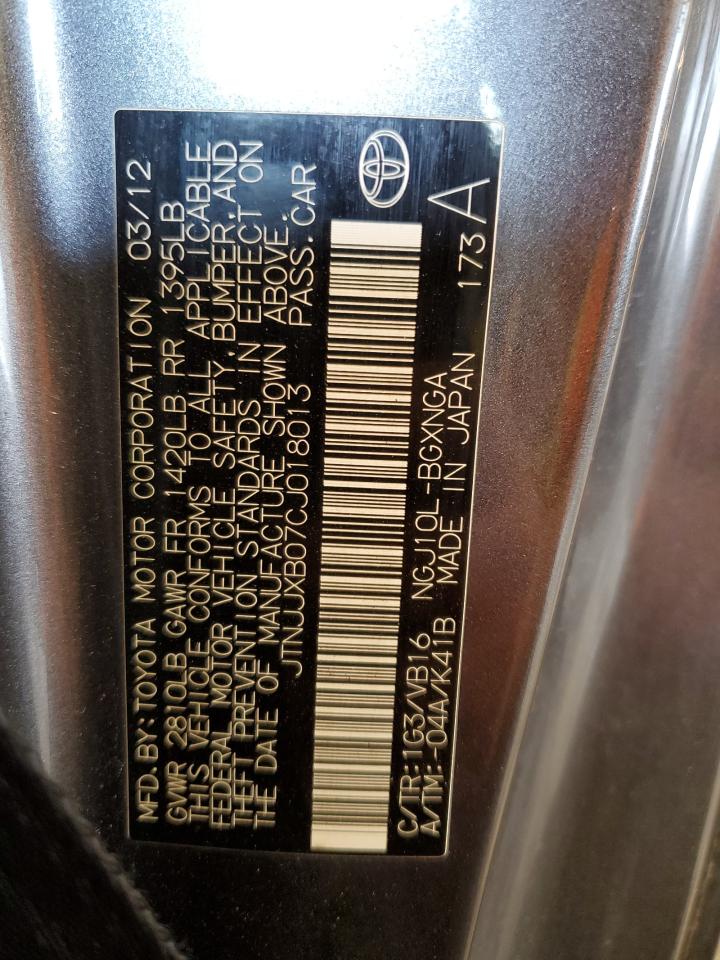 MFD. BY: TOYOTA MOTOR CORPORATION 03/12
GVWR 2810LB GAWR FR 1420LB RR 1395LB
THIS VEHICLE CONFORMS TO ALL APPLICABLE
FEDERAL MOTOR VEHICLE SAFETY, BUMPER, AND
THEFT PREVENTION STANDARDS IN EFFECT ON
THE DATE OF MANUFACTURE SHOWN ABOVE.
JTNJJXB07CJ018013 PASS. CAR
C/TR: 1G3/VB16 NGJ10L-BGXNGA 173 A
A/TM: -04A/K41B MADE IN JAPAN